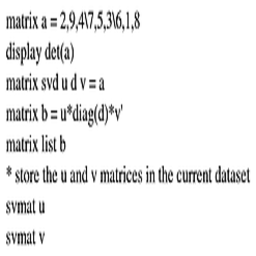 matrix a = 2,9,4\7,5,3\6,1,8
display det(a)
matrix svd u d v = a
matrix b = u*diag(d)*v'
matrix list b
* store the u and v matrices in the current dataset
svmat u
svmat v